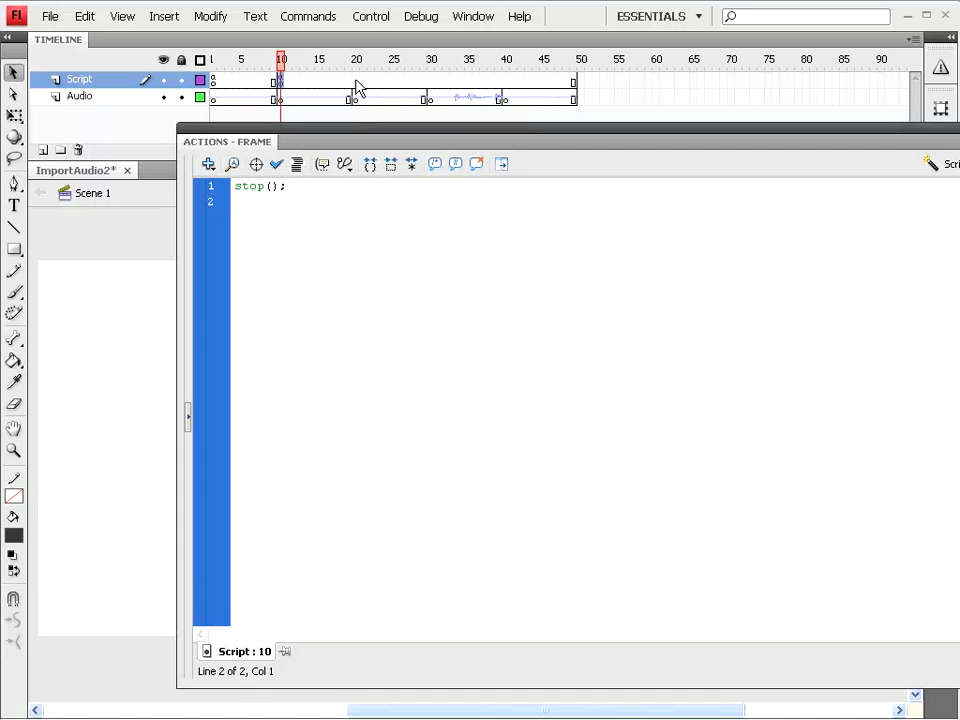 Fl File Edit View Insert Modify Text Commands Control Debug Window Help ESSENTIALS
TIMELINE
1 5 10 15 20 25 30 35 40 45 50 55 60 65 70 75 80 85 90
Script
Audio
ACTIONS - FRAME
ImportAudio2*
Scene 1
Scri
1 stop();
2
Script : 10
Line 2 of 2, Col 1